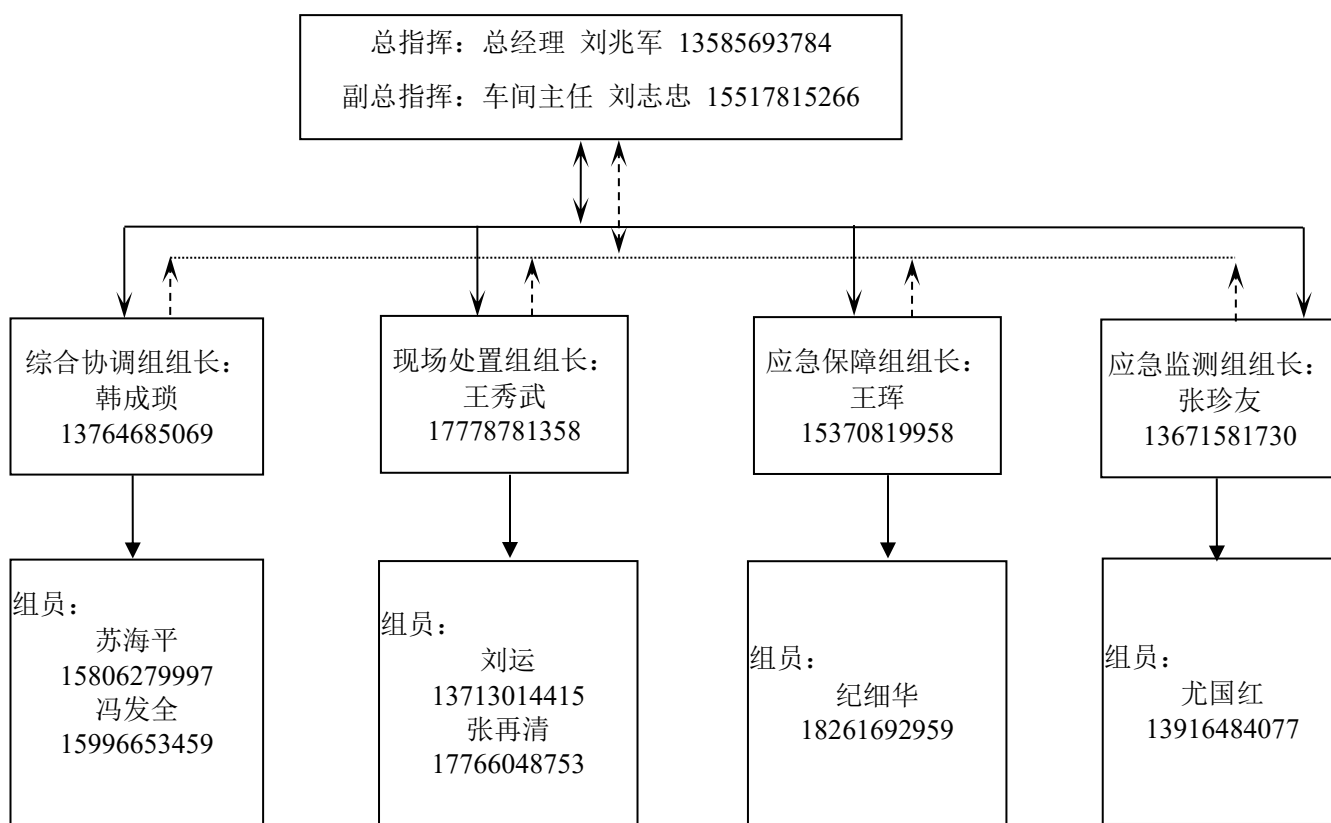 总指挥：总经理 刘兆军 13585693784
副总指挥：车间主任 刘志忠 15517815266
综合协调组组长：
韩成琐
13764685069
现场处置组组长：
王秀武
17778781358
应急保障组组长：
王珲
15370819958
应急监测组组长：
张珍友
13671581730
组员：
苏海平
15806279997
冯发全
15996653459
组员：
刘运
13713014415
张再清
17766048753
组员：
纪细华
18261692959
组员：
尤国红
13916484077